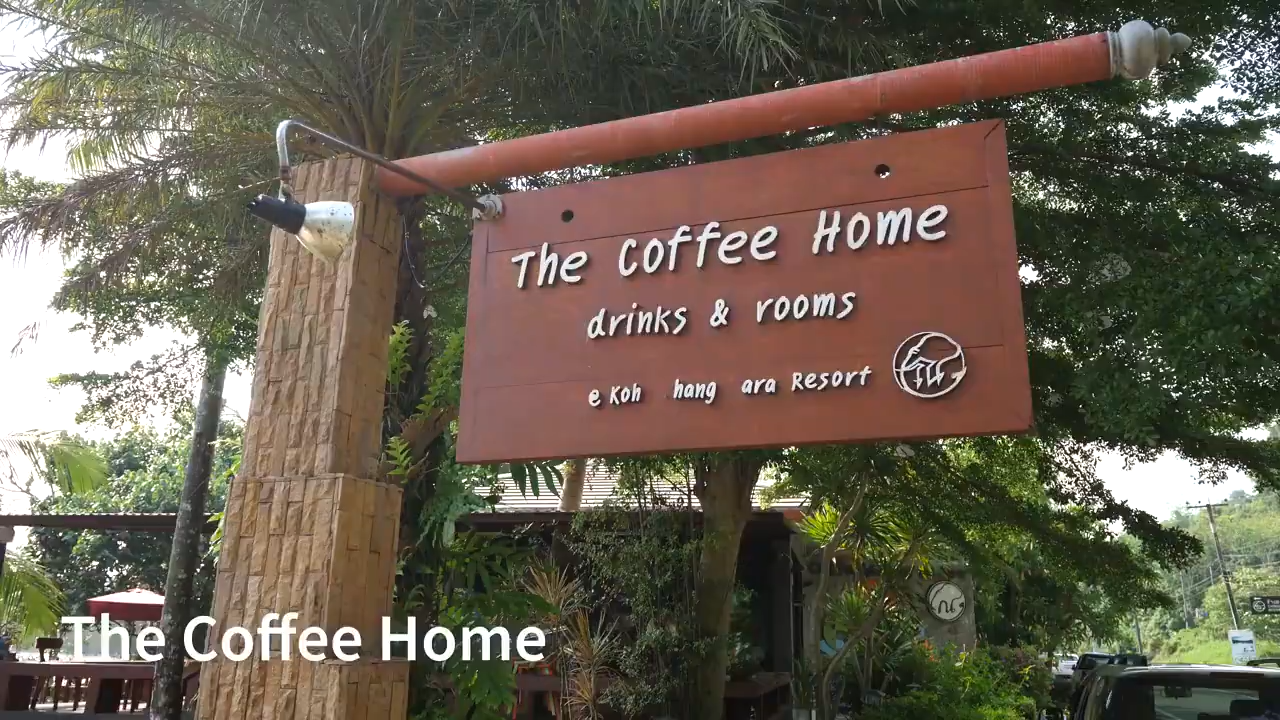 The Coffee Home
drinks & rooms
e Koh hang ara Resort
The Coffee Home